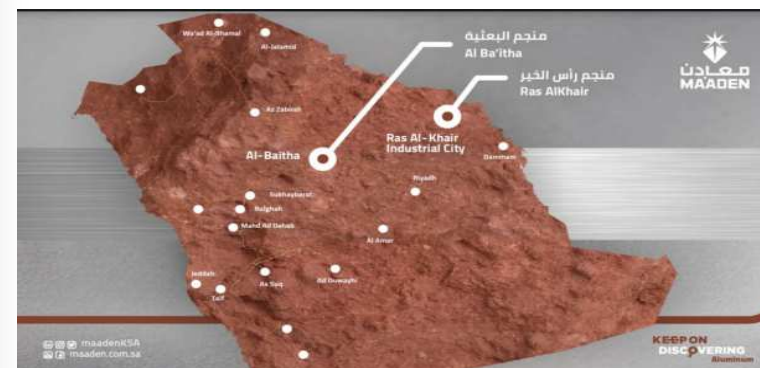 منجم البعثية
Al Ba'itha
منجم رأس الخير
Ras AlKhair
معادن
MAADEN
Wa'ad Al-Shamal
Al-Jalamid
Az Zabirah
Al-Baitha
Ras Al-Khair
Industrial City
Dammam
Riyadh
Sukhaybarat
Bulghah
Mahd Ad Dahab
Al Amar
Jeddah
Taif
As Suq
Ad Duwayhi
maadenKSA
maaden.com.sa
KEEP ON
DISCOVERING
Aluminium